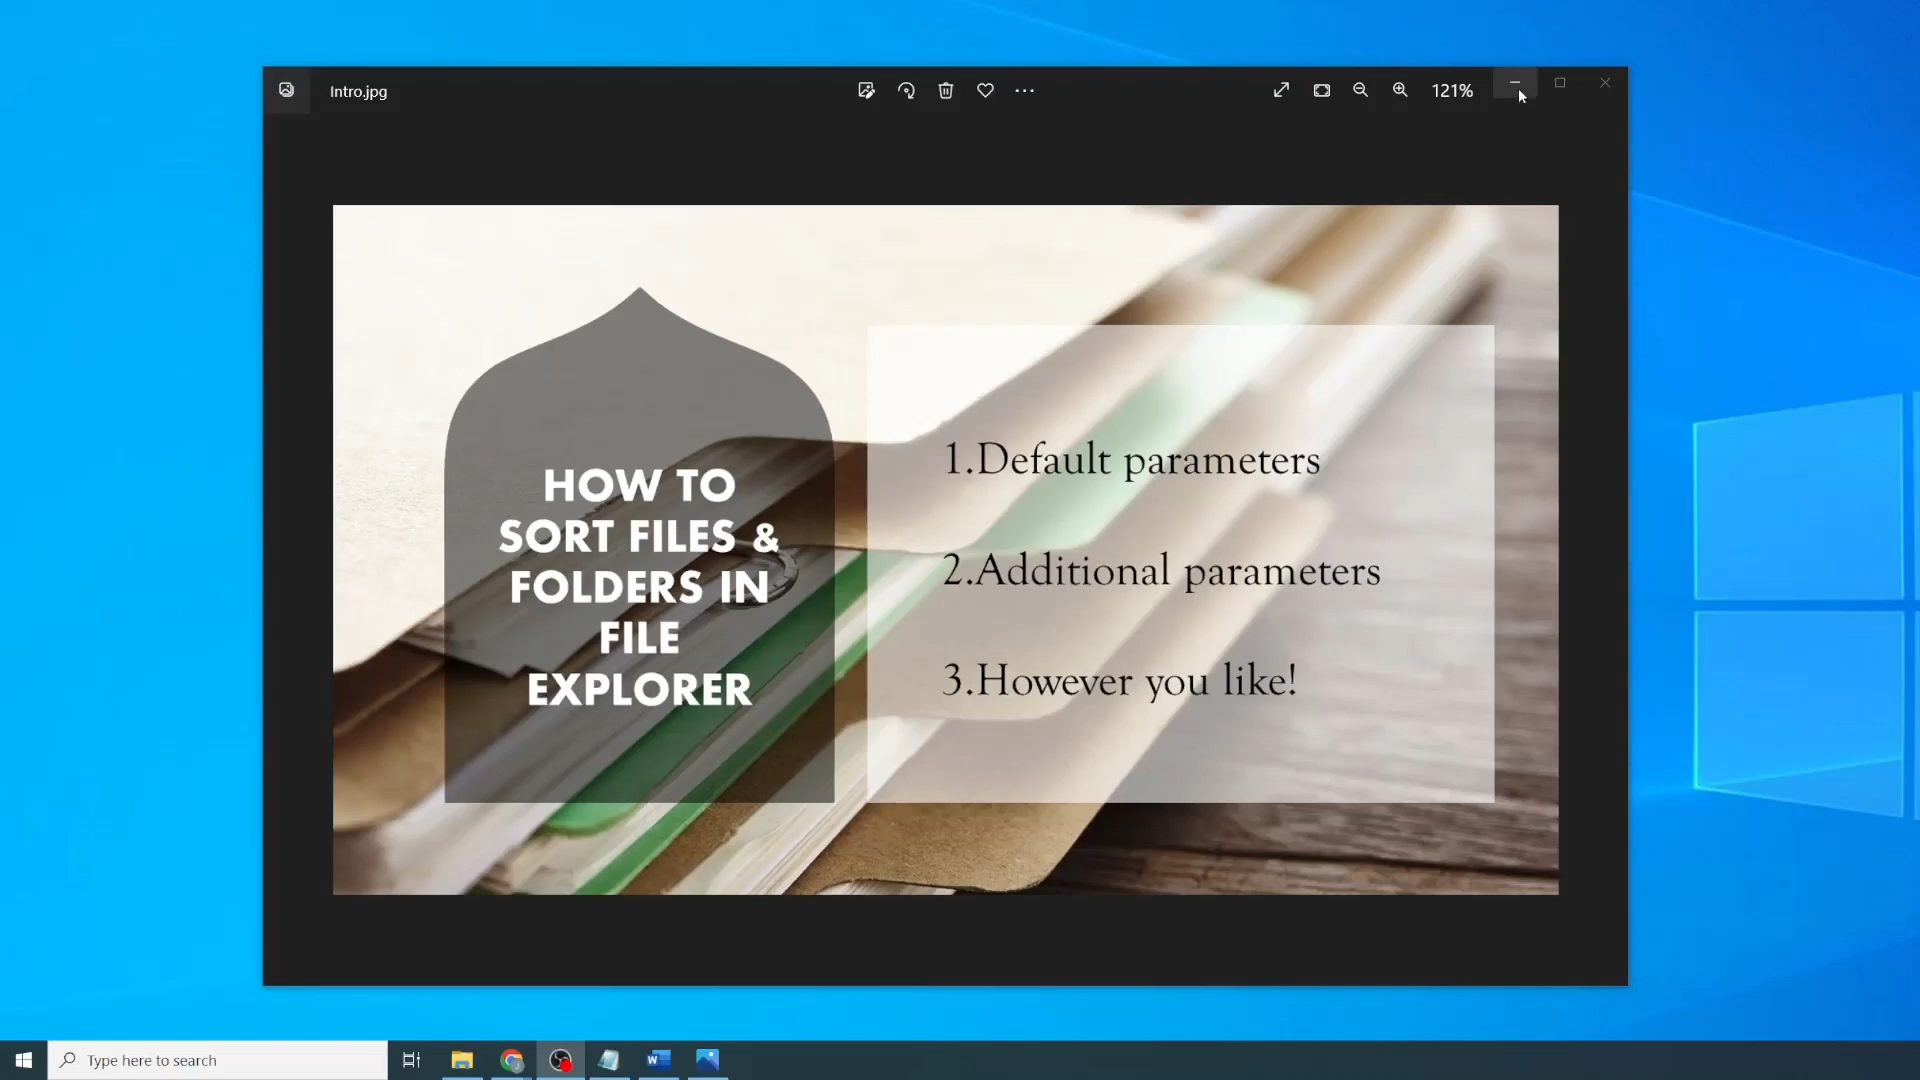 Intro.jpg
121%
HOW TO
SORT FILES &
FOLDERS IN
FILE
EXPLORER
1.Default parameters
2.Additional parameters
3.However you like!
Type here to search
W